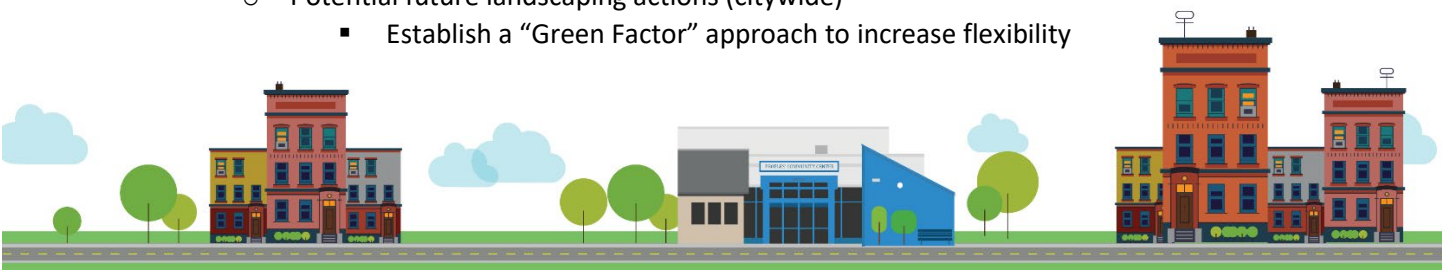 ○ Potential future landscaping actions (citywide)
▪ Establish a “Green Factor” approach to increase flexibility